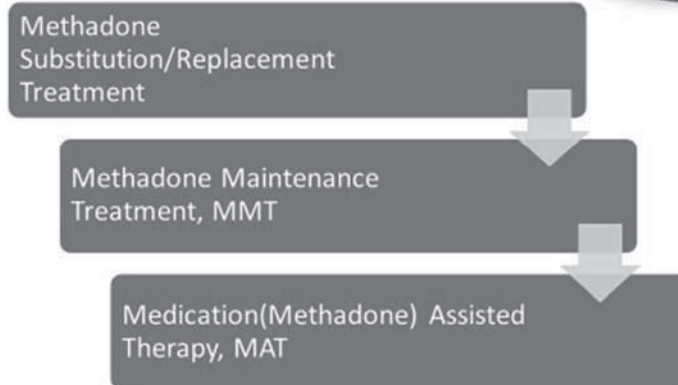 Methadone
Substitution/Replacement
Treatment
Methadone Maintenance
Treatment, MMT
Medication(Methadone) Assisted
Therapy, MAT